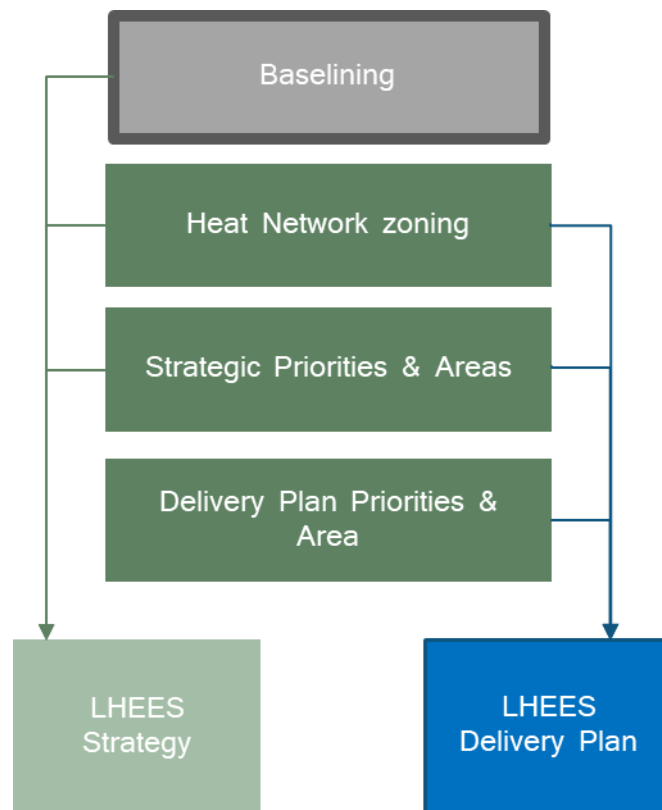 Baselining
Heat Network zoning
Strategic Priorities & Areas
Delivery Plan Priorities &
Area
LHEES
Strategy
LHEES
Delivery Plan